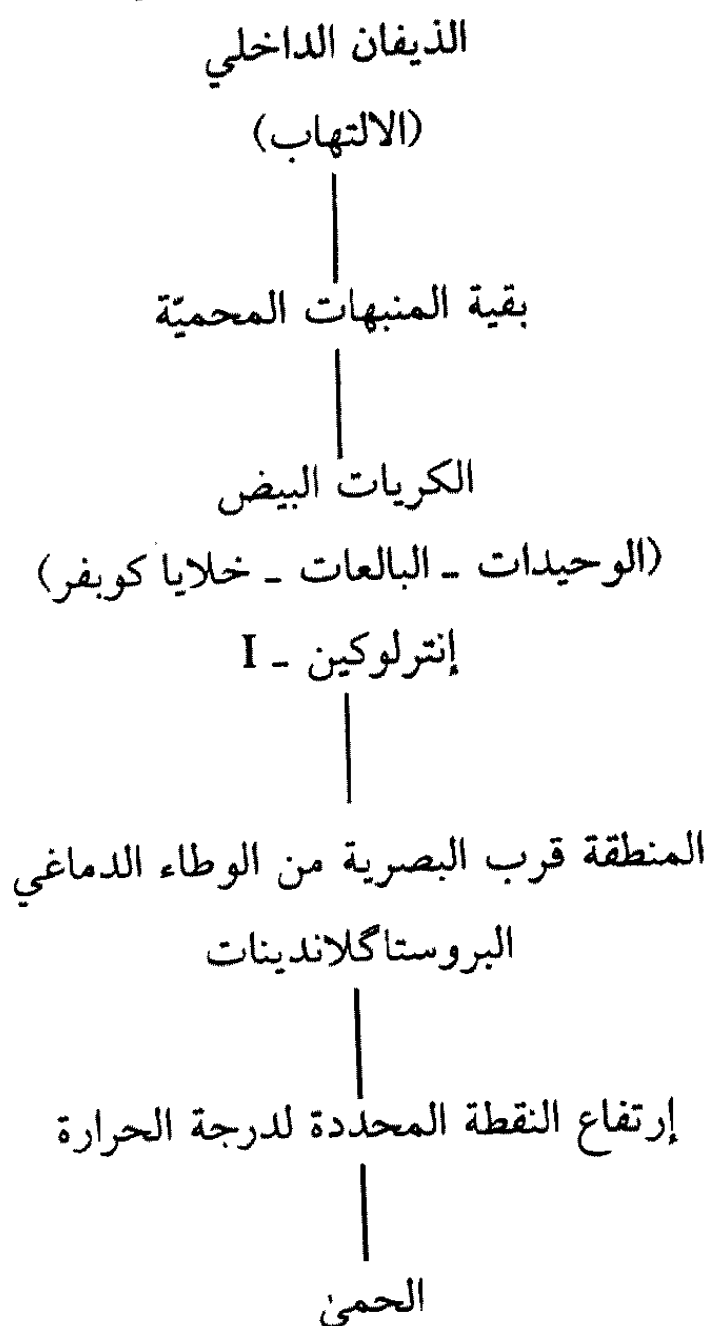 الذيفان الداخلي
(الالتهاب)
بقية المنبهات المحميّة
الكريات البيض
(الوحيدات - البالعات - خلايا كوبفر)
إنترلوكين - I
المنطقة قرب البصرية من الوطاء الدماغي
البروستاگلاندينات
إرتفاع النقطة المحددة لدرجة الحرارة
الحمىٰ